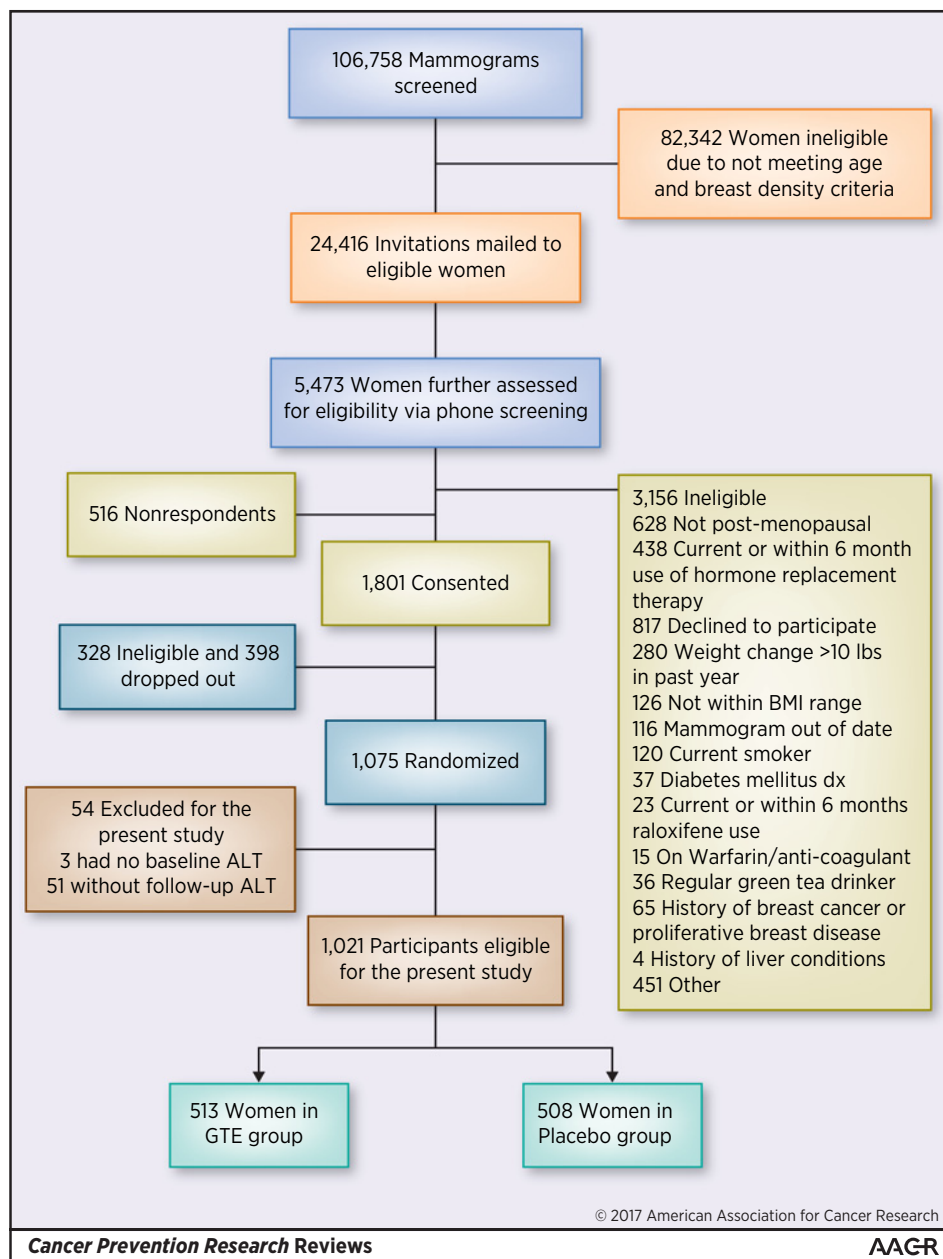 106,758 Mammograms
screened
82,342 Women ineligible
due to not meeting age
and breast density criteria
24,416 Invitations mailed to
eligible women
5,473 Women further assessed
for eligibility via phone screening
516 Nonrespondents
3,156 Ineligible
628 Not post-menopausal
438 Current or within 6 month
use of hormone replacement
therapy
817 Declined to participate
280 Weight change >10 lbs
in past year
126 Not within BMI range
116 Mammogram out of date
120 Current smoker
37 Diabetes mellitus dx
23 Current or within 6 months
raloxifene use
15 On Warfarin/anti-coagulant
36 Regular green tea drinker
65 History of breast cancer or
proliferative breast disease
4 History of liver conditions
451 Other
1,801 Consented
328 Ineligible and 398
dropped out
1,075 Randomized
54 Excluded for the
present study
3 had no baseline ALT
51 without follow-up ALT
1,021 Participants eligible
for the present study
513 Women in
GTE group
508 Women in
Placebo group
© 2017 American Association for Cancer Research
Cancer Prevention Research Reviews
AACR